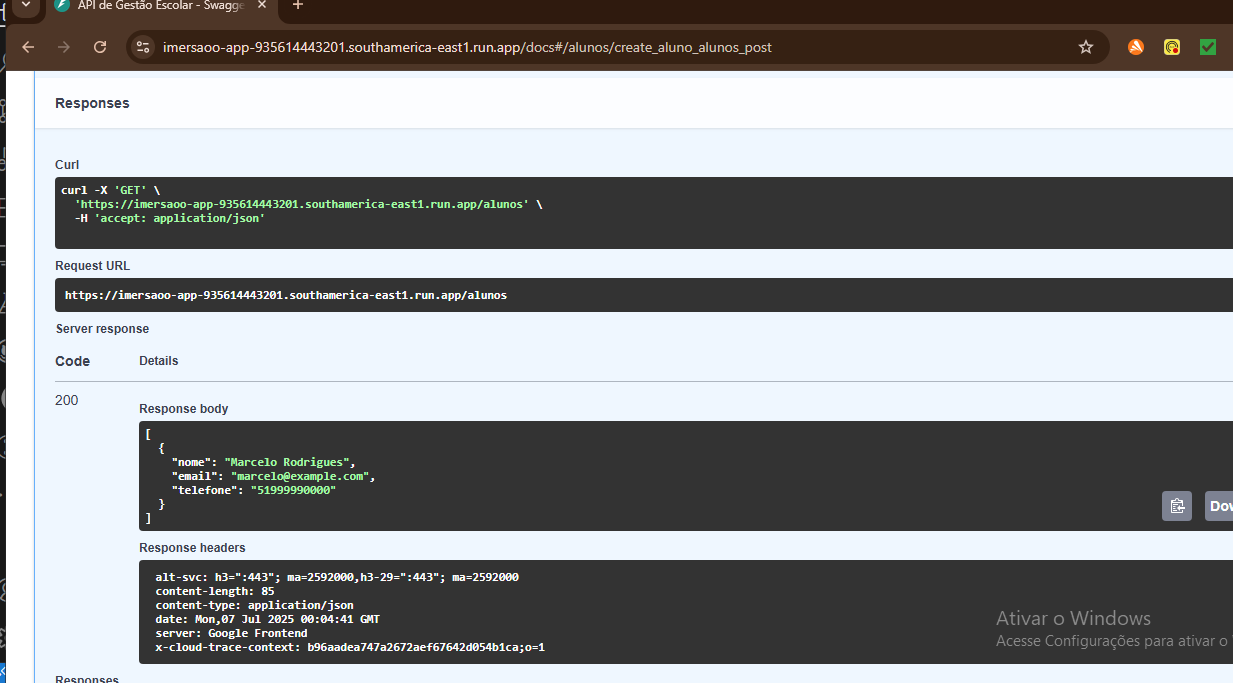 API de Gestão Escolar - Swagge
imersaoo-app-935614443201.southamerica-east1.run.app/docs#/alunos/create_aluno_alunos_post
Responses
Curl
curl -X 'GET' \
'https://imersaoo-app-935614443201.southamerica-east1.run.app/alunos' \
-H 'accept: application/json'
Request URL
https://imersaoo-app-935614443201.southamerica-east1.run.app/alunos
Server response
Code Details
200
Response body
[
{
"nome": "Marcelo Rodrigues",
"email": "marcelo@example.com",
"telefone": "51999990000"
}
]
Dow
Response headers
alt-svc: h3=":443"; ma=2592000,h3-29=":443"; ma=2592000
content-length: 85
content-type: application/json
date: Mon,07 Jul 2025 00:04:41 GMT
server: Google Frontend
x-cloud-trace-context: b96aadea747a2672aef67642d054b1ca;o=1
Ativar o Windows
Acesse Configurações para ativar o
Responses